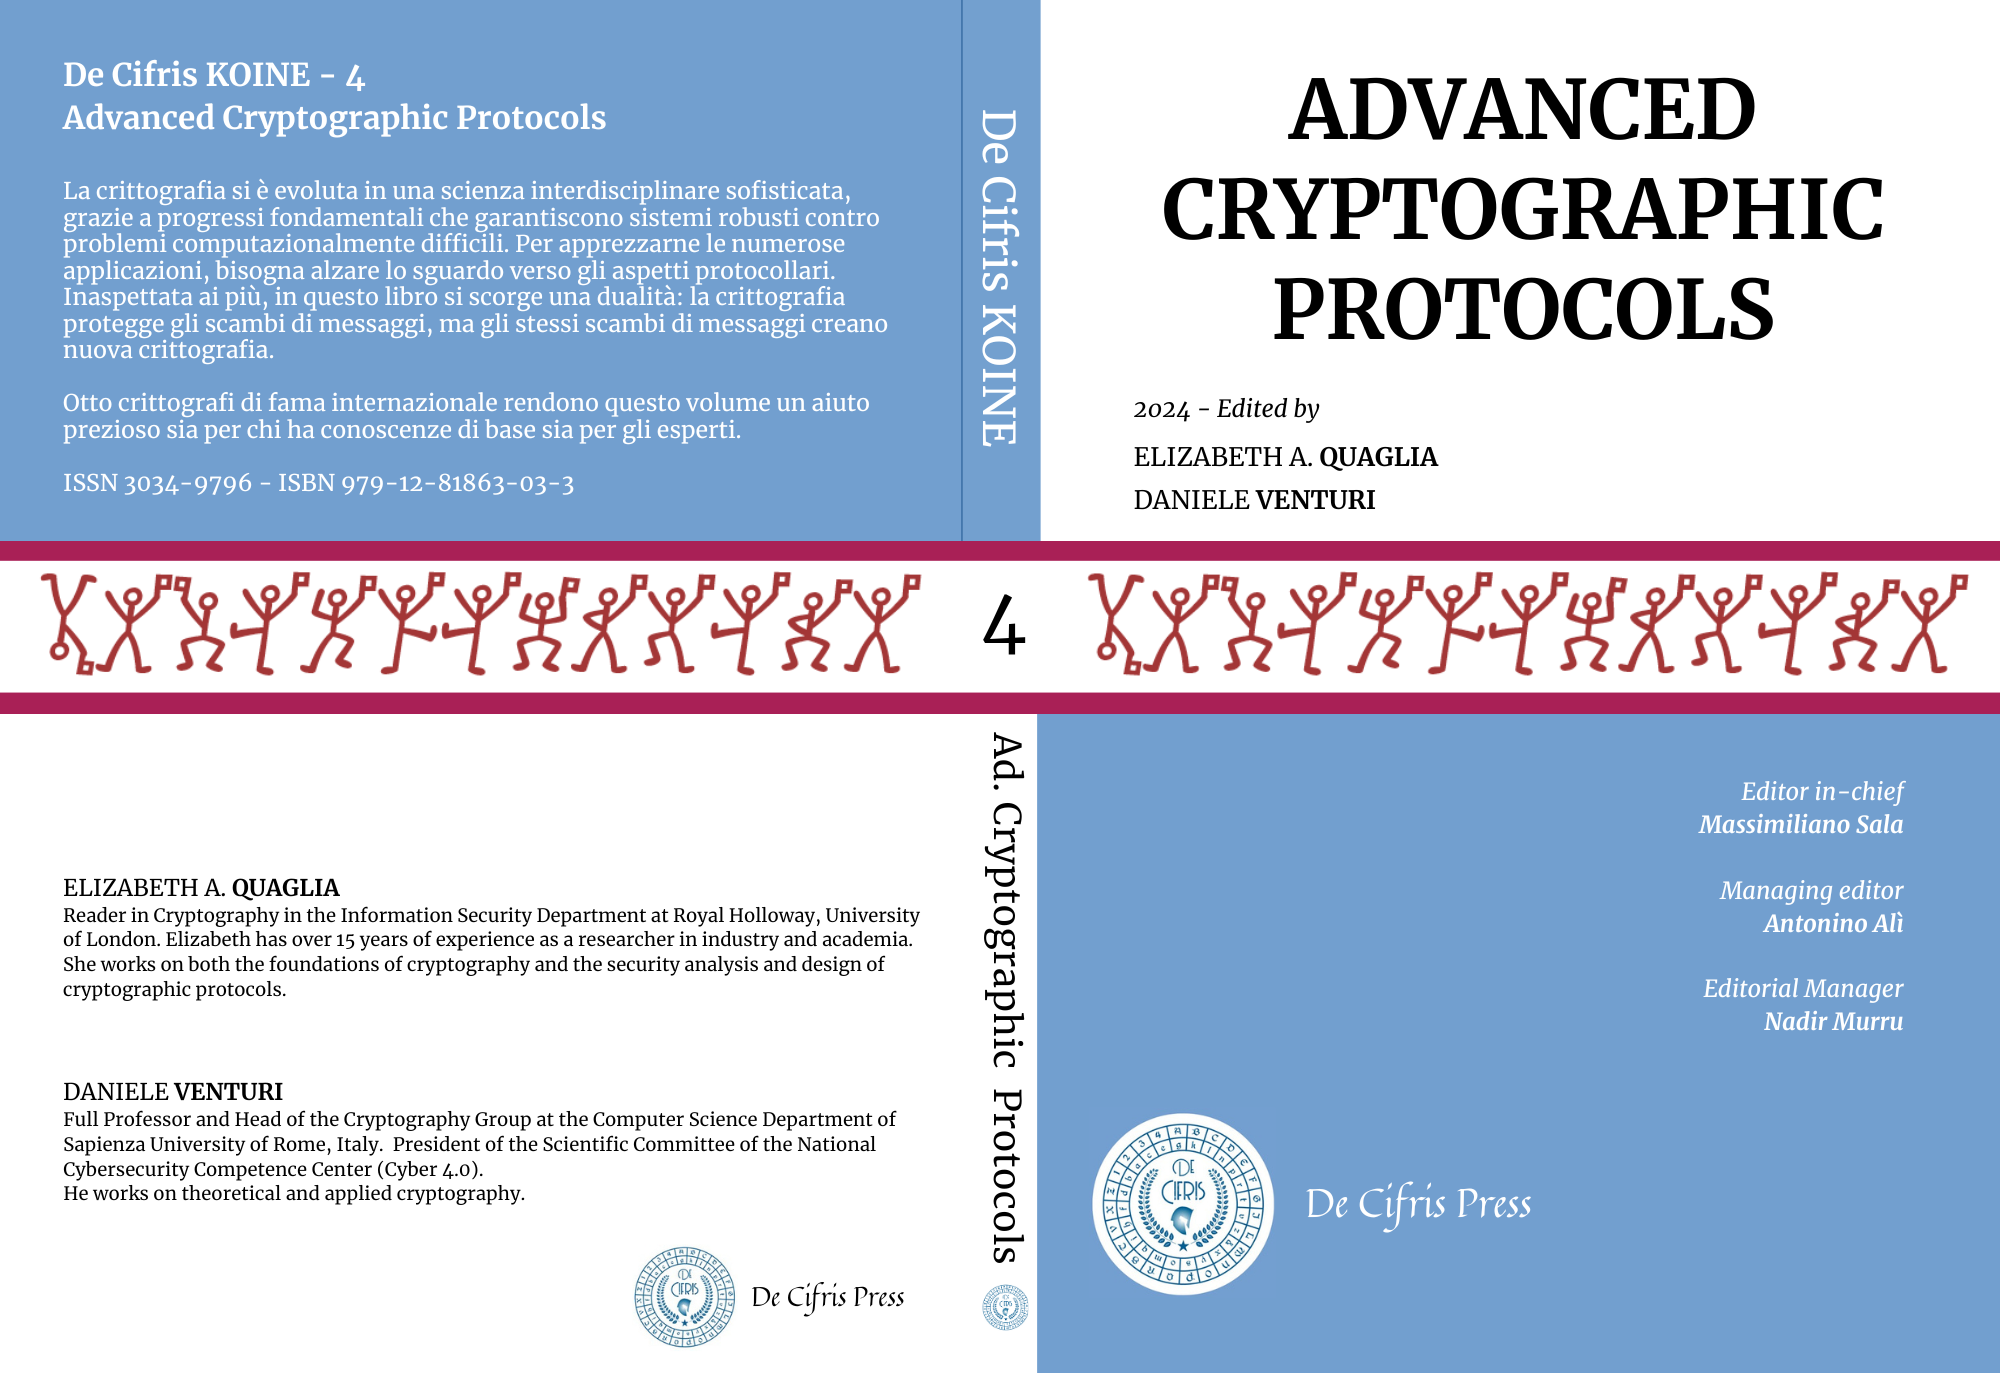 De Cifris KOINE - 4
Advanced Cryptographic Protocols
La crittografia si è evoluta in una scienza interdisciplinare sofisticata,
grazie a progressi fondamentali che garantiscono sistemi robusti contro
problemi computazionalmente difficili. Per apprezzarne le numerose
applicazioni, bisogna alzare lo sguardo verso gli aspetti protocollari.
Inaspettata ai più, in questo libro si scorge una dualità: la crittografia
protegge gli scambi di messaggi, ma gli stessi scambi di messaggi creano
nuova crittografia.
Otto crittografi di fama internazionale rendono questo volume un aiuto
prezioso sia per chi ha conoscenze di base sia per gli esperti.
ISSN 3034-9796 - ISBN 979-12-81863-03-3
ELIZABETH A. QUAGLIA
Reader in Cryptography in the Information Security Department at Royal Holloway, University
of London. Elizabeth has over 15 years of experience as a researcher in industry and academia.
She works on both the foundations of cryptography and the security analysis and design of
cryptographic protocols.
DANIELE VENTURI
Full Professor and Head of the Cryptography Group at the Computer Science Department of
Sapienza University of Rome, Italy. President of the Scientific Committee of the National
Cybersecurity Competence Center (Cyber 4.0).
He works on theoretical and applied cryptography.
DE
CIFRIS
De Cifris Press
De Cifris KOINE
4
Ad. Cryptographic Protocols
ADVANCED
CRYPTOGRAPHIC
PROTOCOLS
2024 - Edited by
ELIZABETH A. QUAGLIA
DANIELE VENTURI
Editor in-chief
Massimiliano Sala
Managing editor
Antonino Alì
Editorial Manager
Nadir Murru
DE
CIFRIS
De Cifris Press